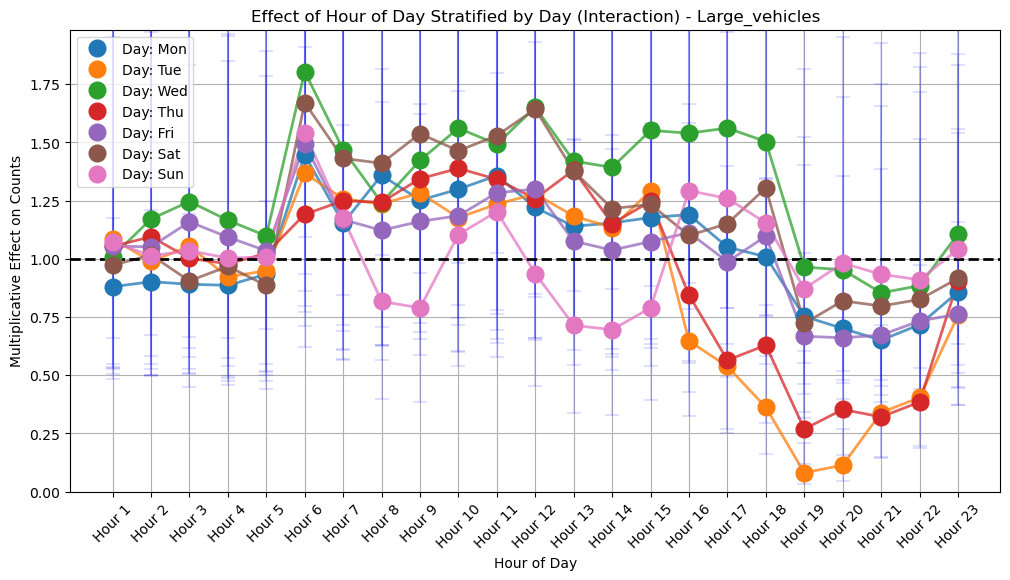 Effect of Hour of Day Stratified by Day (Interaction) - Large_vehicles
Multiplicative Effect on Counts
1.75
1.50
1.25
1.00
0.75
0.50
0.25
0.00
Day: Mon
Day: Tue
Day: Wed
Day: Thu
Day: Fri
Day: Sat
Day: Sun
Hour 1
Hour 2
Hour 3
Hour 4
Hour 5
Hour 6
Hour 7
Hour 8
Hour 9
Hour 10
Hour 11
Hour 12
Hour 13
Hour 14
Hour 15
Hour 16
Hour 17
Hour 18
Hour 19
Hour 20
Hour 21
Hour 22
Hour 23
Hour of Day